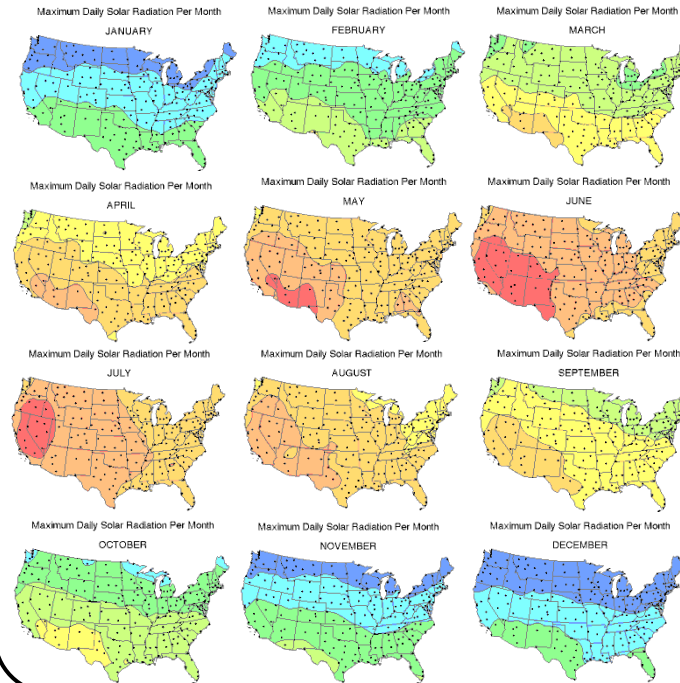 Maximum Daily Solar Radiation Per Month
JANUARY
Maximum Daily Solar Radiation Per Month
FEBRUARY
Maximum Daily Solar Radiation Per Month
MARCH
Maximum Daily Solar Radiation Per Month
APRIL
Maximum Daily Solar Radiation Per Month
MAY
Maximum Daily Solar Radiation Per Month
JUNE
Maximum Daily Solar Radiation Per Month
JULY
Maximum Daily Solar Radiation Per Month
AUGUST
Maximum Daily Solar Radiation Per Month
SEPTEMBER
Maximum Daily Solar Radiation Per Month
OCTOBER
Maximum Daily Solar Radiation Per Month
NOVEMBER
Maximum Daily Solar Radiation Per Month
DECEMBER